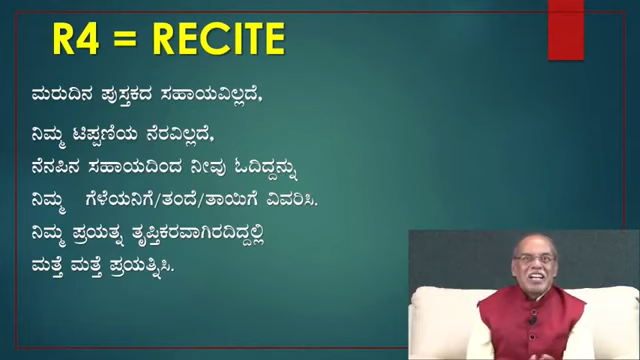 R4 = RECITE
ಮರುದಿನ ಪುಸ್ತಕದ ಸಹಾಯವಿಲ್ಲದೆ,
ನಿಮ್ಮ ಟಿಪ್ಪಣಿಯ ನೆರವಿಲ್ಲದೆ,
ನೆನಪಿನ ಸಹಾಯದಿಂದ ನೀವು ಓದಿದ್ದನ್ನು
ನಿಮ್ಮ ಗೆಳೆಯನಿಗೆ/ತಂದೆ/ತಾಯಿಗೆ ವಿವರಿಸಿ.
ನಿಮ್ಮ ಪ್ರಯತ್ನ ತೃಪ್ತಿಕರವಾಗಿರದಿದ್ದಲ್ಲಿ
ಮತ್ತೆ ಮತ್ತೆ ಪ್ರಯತ್ನಿಸಿ.